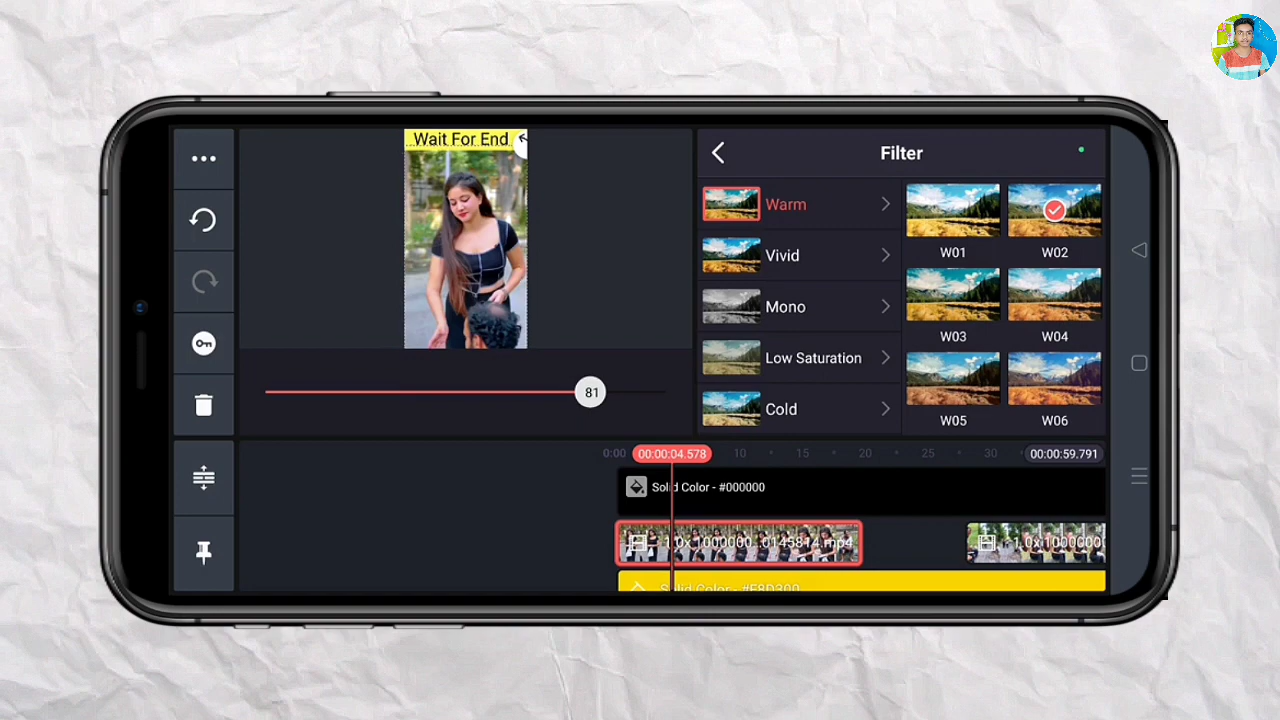 Wait For End
Filter
Warm
Vivid
Mono
Low Saturation
Cold
W01
W02
W03
W04
W05
W06
81
0:00
00:00:04.578
10
15
20
25
30
00:00:59.791
Solid Color - #000000
1.0x 1000000...0145814.mp4
1.0x 1000000
Solid Color - #F8D300